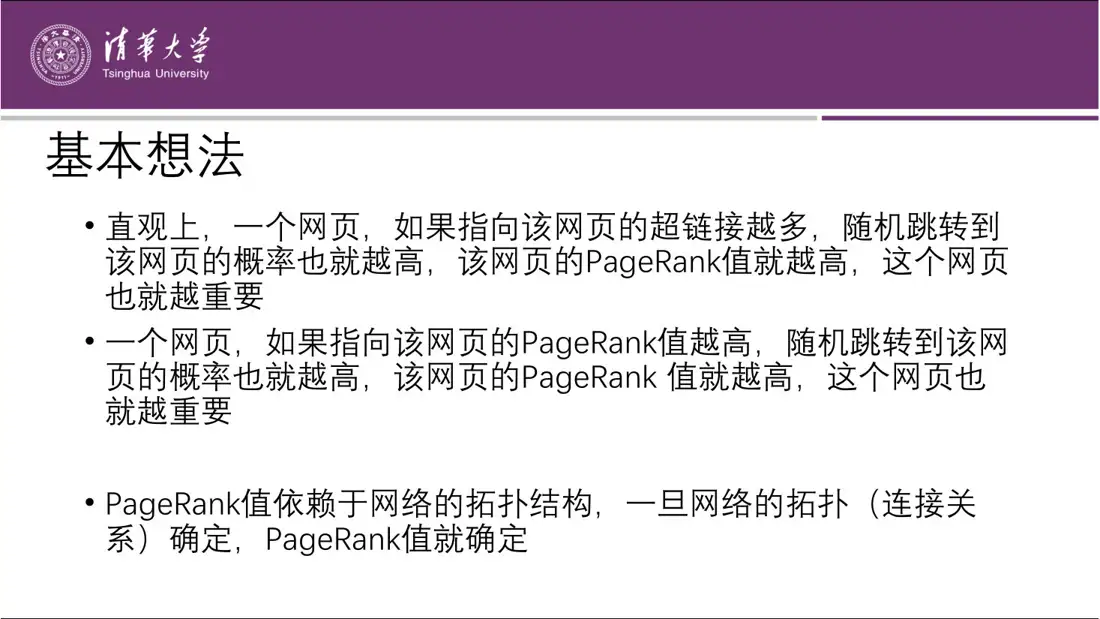 清华大学
Tsinghua University
基本想法
• 直观上，一个网页，如果指向该网页的超链接越多，随机跳转到
该网页的概率也就越高，该网页的PageRank值就越高，这个网页
也就越重要
• 一个网页，如果指向该网页的PageRank值越高，随机跳转到该网
页的概率也就越高，该网页的PageRank 值就越高，这个网页也
就越重要
• PageRank值依赖于网络的拓扑结构，一旦网络的拓扑（连接关
系）确定，PageRank值就确定